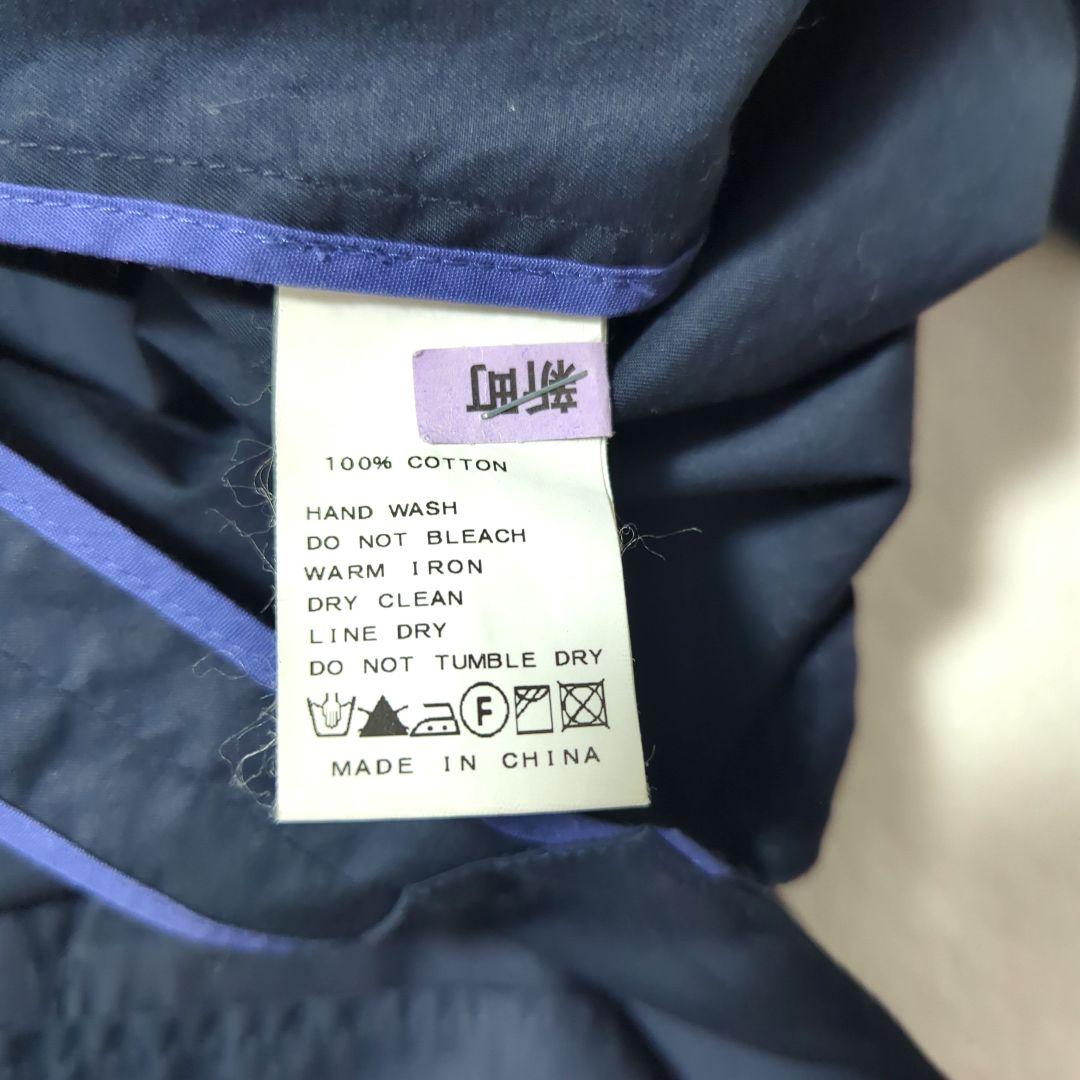 100% COTTON
HAND WASH
DO NOT BLEACH
WARM IRON
DRY CLEAN
LINE DRY
DO NOT TUMBLE DRY
F
MADE IN CHINA